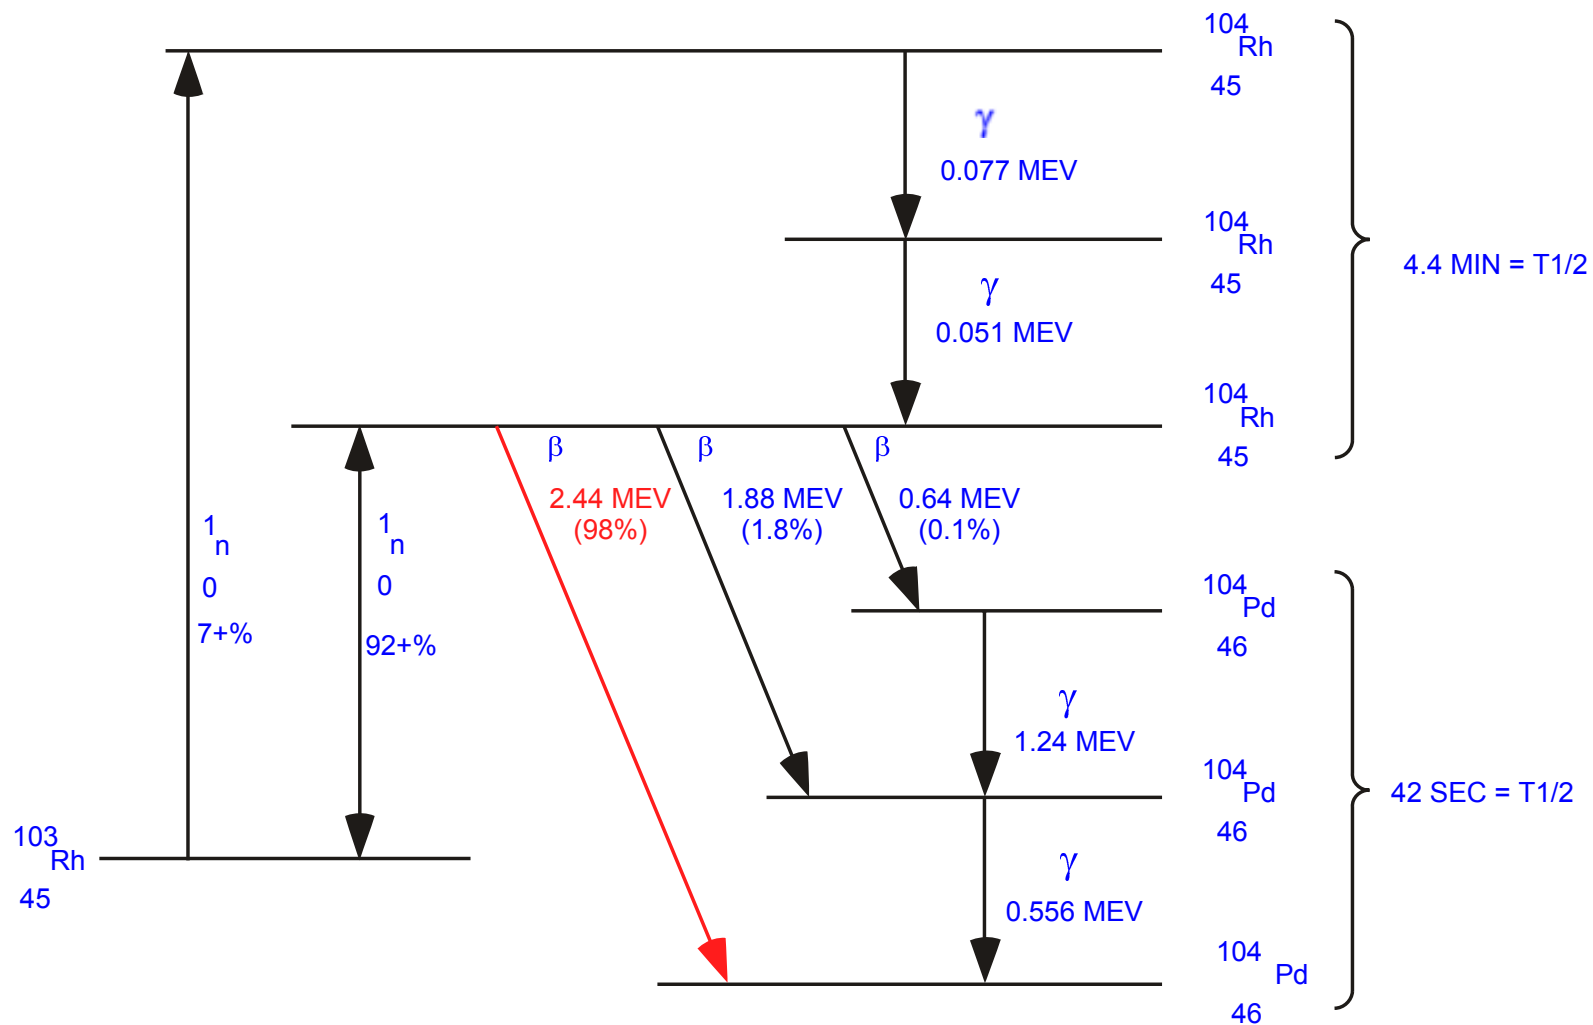 104
Rh
45
γ
0.077 MEV
104
Rh
45
4.4 MIN = T1/2
γ
0.051 MEV
104
Rh
45
β
β
β
2.44 MEV
(98%)
1.88 MEV
(1.8%)
0.64 MEV
(0.1%)
1
n
0
7+%
1
n
0
92+%
104
Pd
46
γ
1.24 MEV
104
Pd
46
42 SEC = T1/2
103
Rh
45
γ
0.556 MEV
104
Pd
46